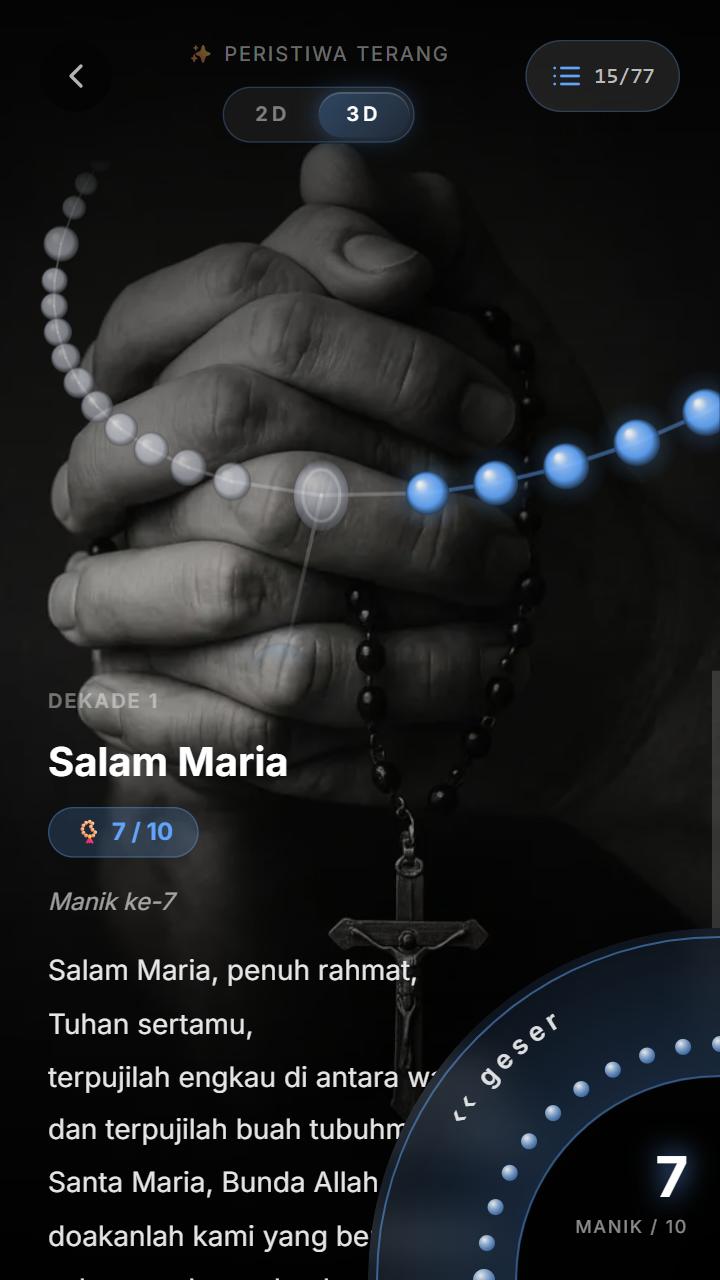 PERISTIWA TERANG
2D 3D
15/77
DEKADE 1
Salam Maria
7 / 10
Manik ke-7
Salam Maria, penuh rahmat,
Tuhan sertamu,
terpujilah engkau di antara
dan terpujilah buah
Santa Maria, Bunda Allah
doakanlah kami yang
<< geser
7
MANIK / 10